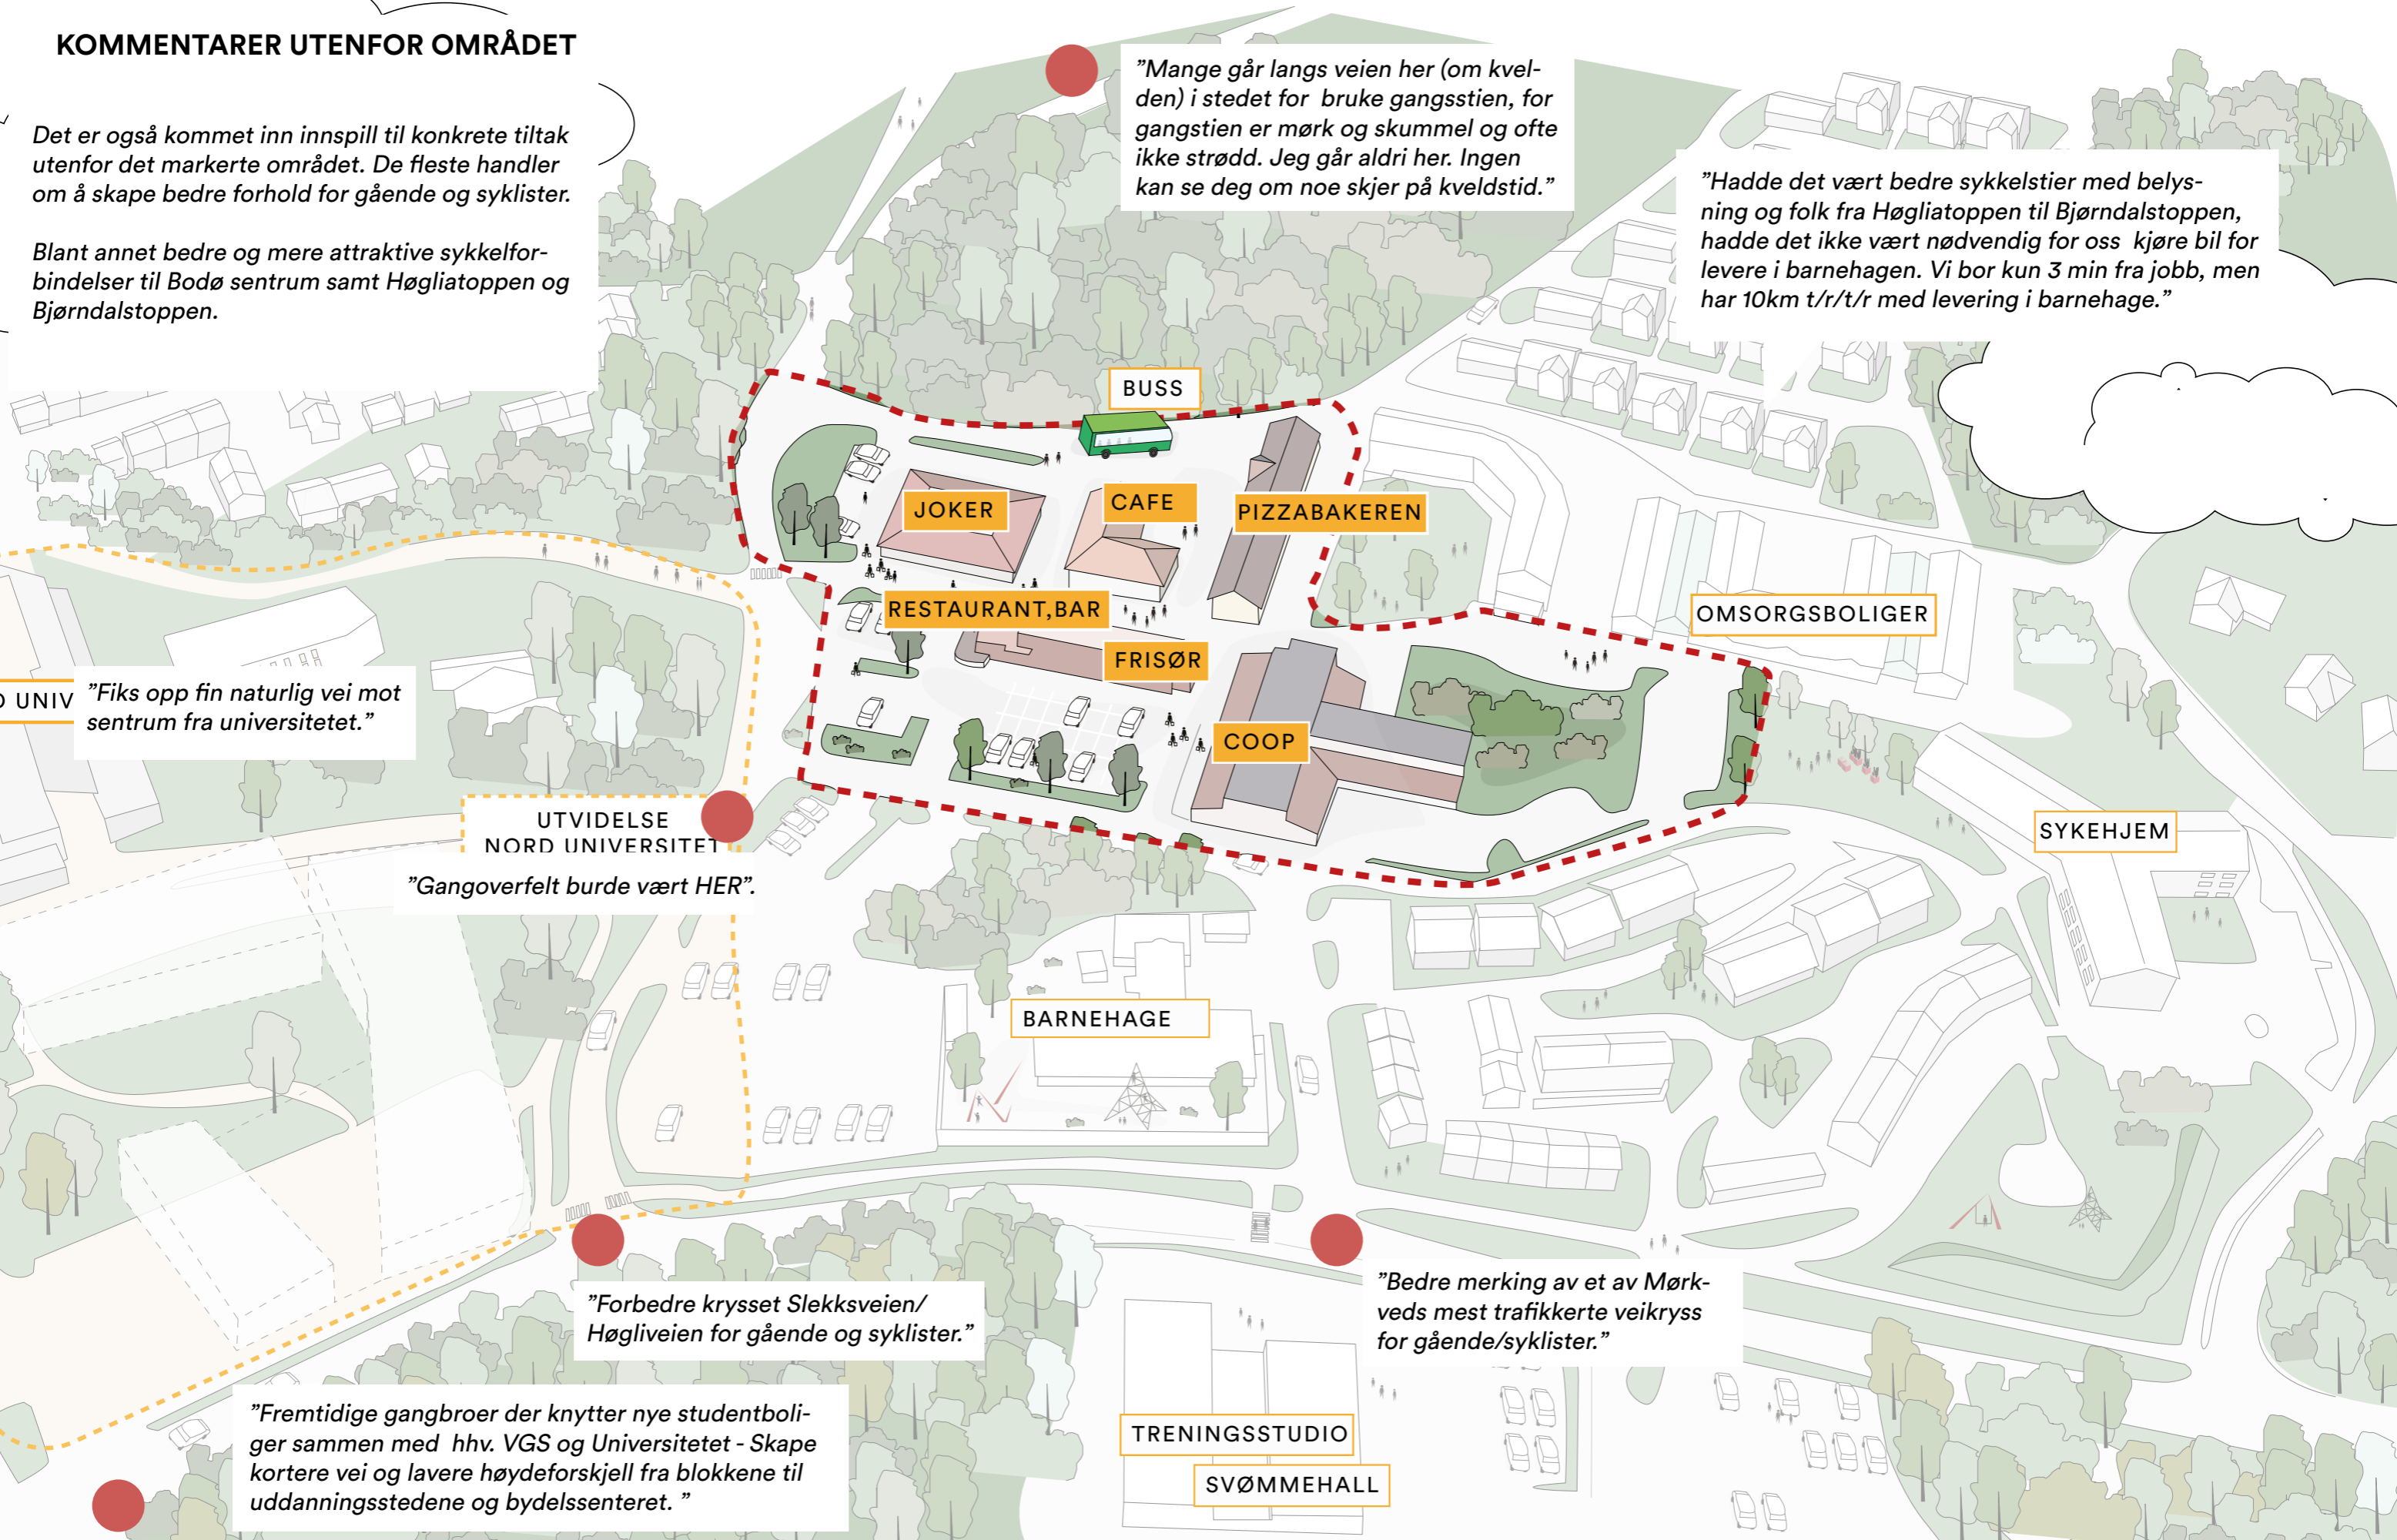 KOMMENTARER UTENFOR OMRÅDET
Det er også kommet inn innspill til konkrete tiltak
utenfor det markerte området. De fleste handler
om å skape bedre forhold for gående og syklister.
Blant annet bedre og mere attraktive sykkelfor-
bindelser til Bodø sentrum samt Høgliatoppen og
Bjørndalstoppen.
”Mange går langs veien her (om kvel-
den) i stedet for bruke gangsstien, for
gangstien er mørk og skummel og ofte
ikke strødd. Jeg går aldri her. Ingen
kan se deg om noe skjer på kveldstid.”
”Hadde det vært bedre sykkelstier med belys-
ning og folk fra Høgliatoppen til Bjørndalstoppen,
hadde det ikke vært nødvendig for oss kjøre bil for
levere i barnehagen. Vi bor kun 3 min fra jobb, men
har 10km t/r/t/r med levering i barnehage.”
BUSS
JOKER
CAFE
PIZZABAKEREN
RESTAURANT,BAR
FRISØR
COOP
OMSORGSBOLIGER
UNIV
”Fiks opp fin naturlig vei mot
sentrum fra universitetet.”
UTVIDELSE
NORD UNIVERSITET
”Gangoverfelt burde vært HER”.
SYKEHJEM
BARNEHAGE
”Forbedre krysset Slekksveien/
Høgliveien for gående og syklister.”
”Bedre merking av et av Mørk-
veds mest trafikkerte veikryss
for gående/syklister.”
”Fremtidige gangbroer der knytter nye studentboli-
ger sammen med hhv. VGS og Universitetet - Skape
kortere vei og lavere høydeforskjell fra blokkene til
uddanningsstedene og bydelssenteret. ”
TRENINGSSTUDIO
SVØMMEHALL